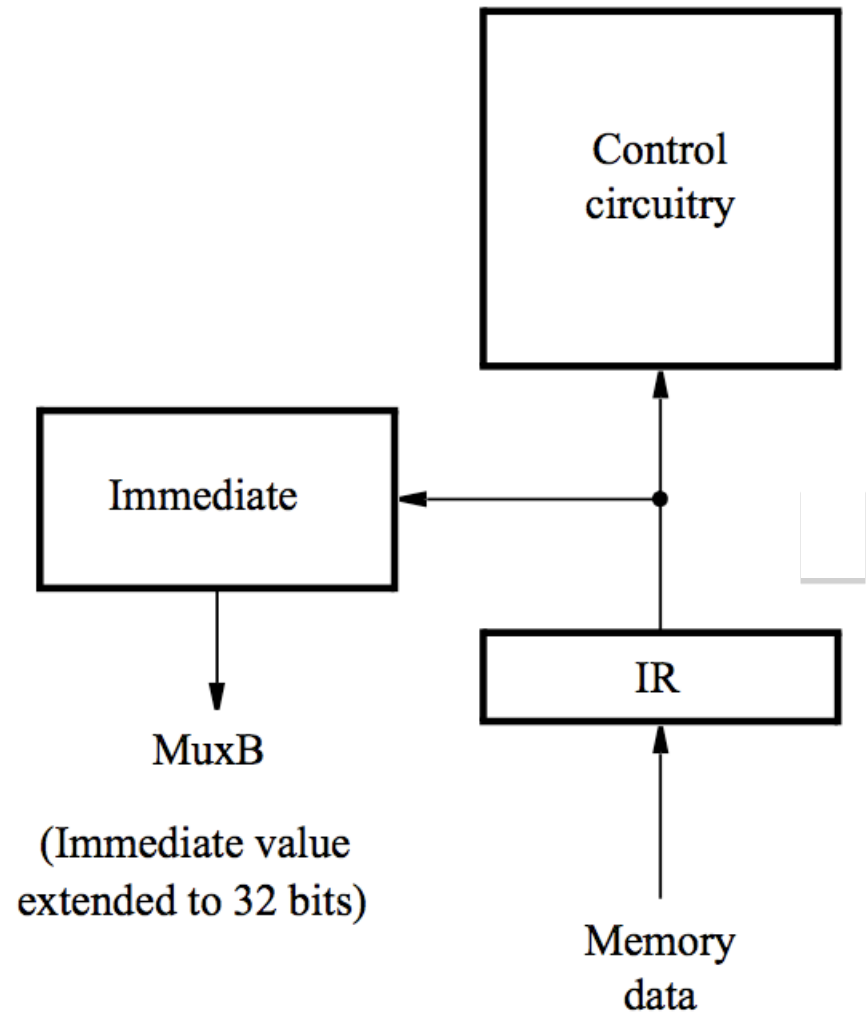 Control
circuitry
Immediate
IR
MuxB
(Immediate value
extended to 32 bits)
Memory
data